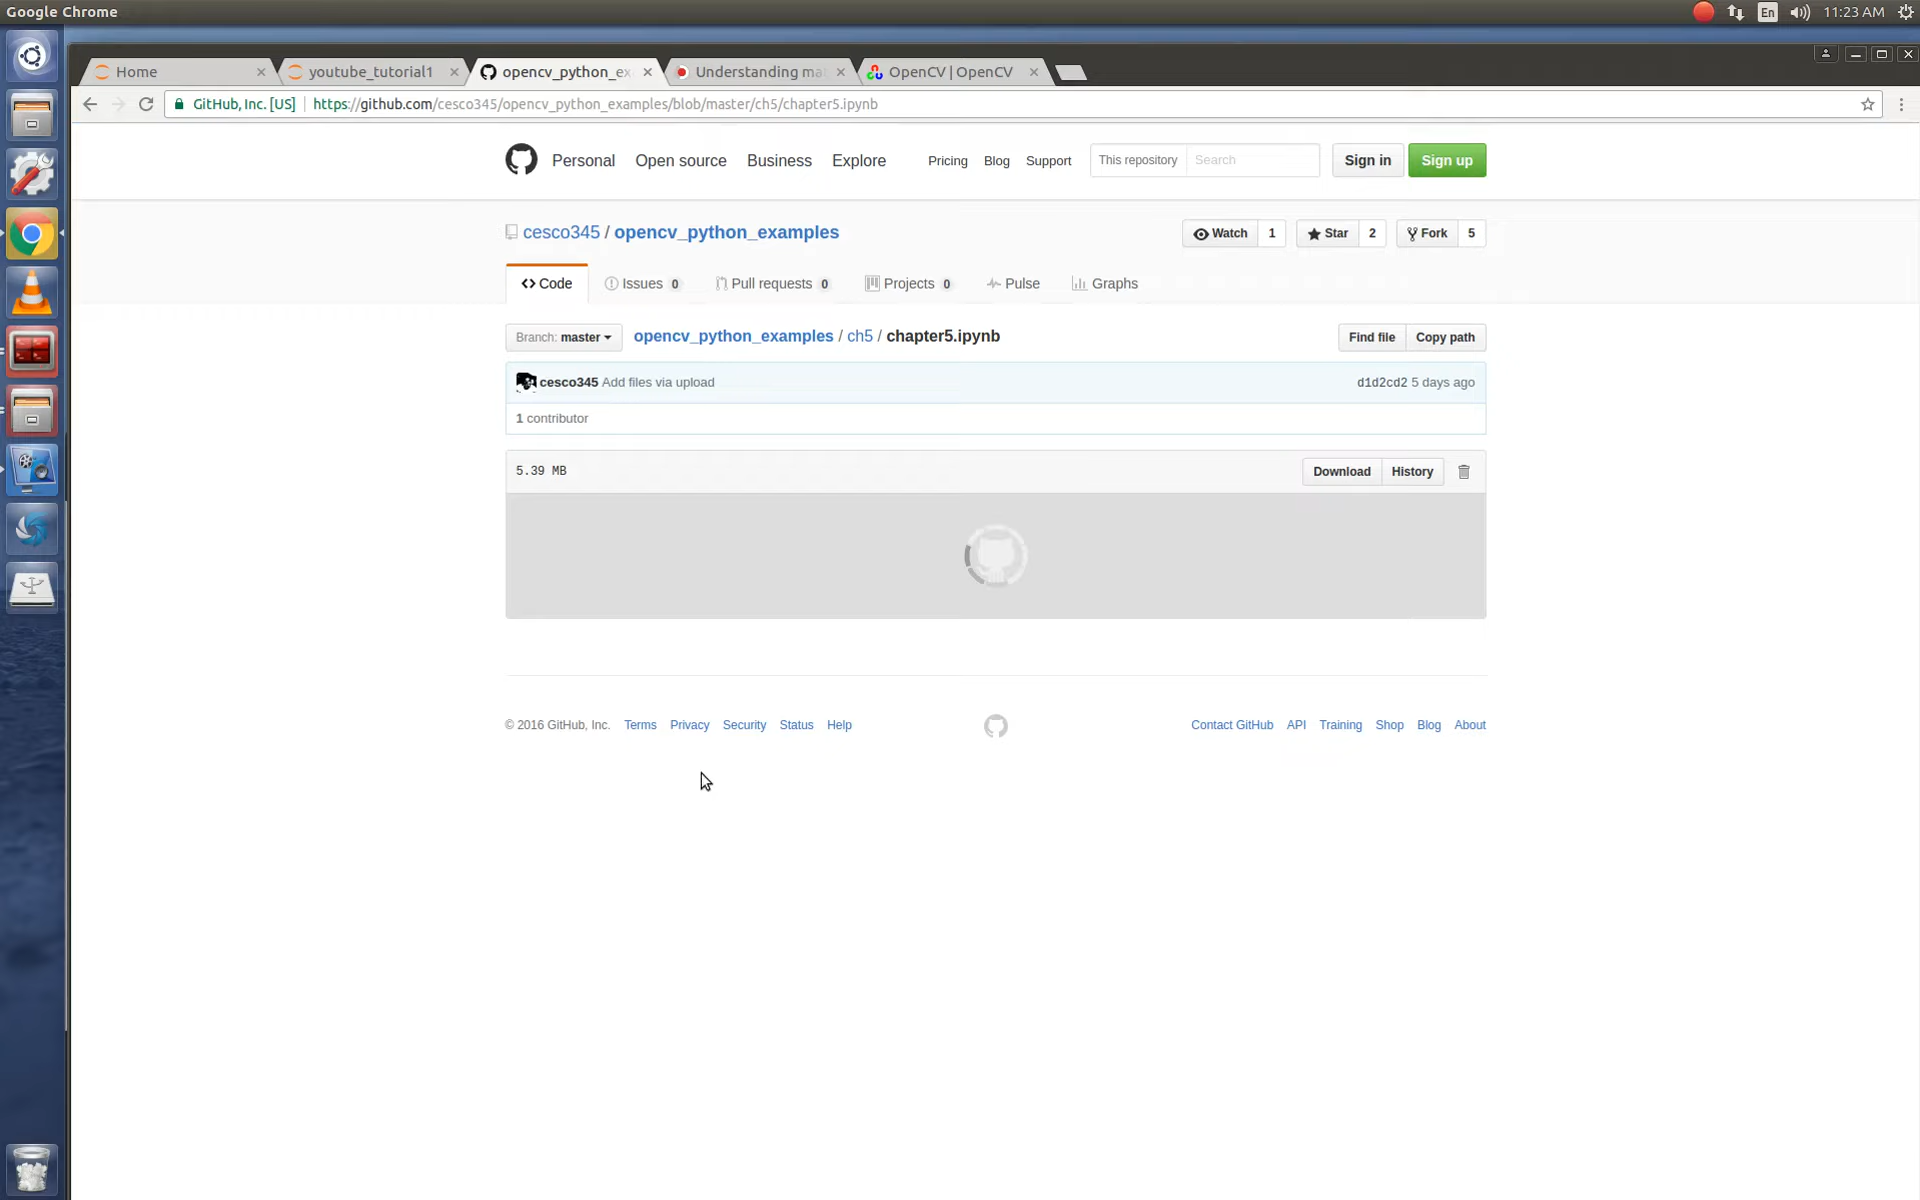 Google Chrome
En
11:23 AM
Home
youtube_tutorial1
opencv_python_ex
Understanding ma
OpenCV | OpenCV
GitHub, Inc. [US]
https://github.com/cesco345/opencv_python_examples/blob/master/ch5/chapter5.ipynb
Personal Open source Business Explore Pricing Blog Support This repository Search Sign in Sign up
cesco345 / opencv_python_examples
Watch 1 Star 2 Fork 5
Code Issues 0 Pull requests 0 Projects 0 Pulse Graphs
Branch: master opencv_python_examples / ch5 / chapter5.ipynb Find file Copy path
cesco345 Add files via upload d1d2cd2 5 days ago
1 contributor
5.39 MB Download History
© 2016 GitHub, Inc. Terms Privacy Security Status Help Contact GitHub API Training Shop Blog About